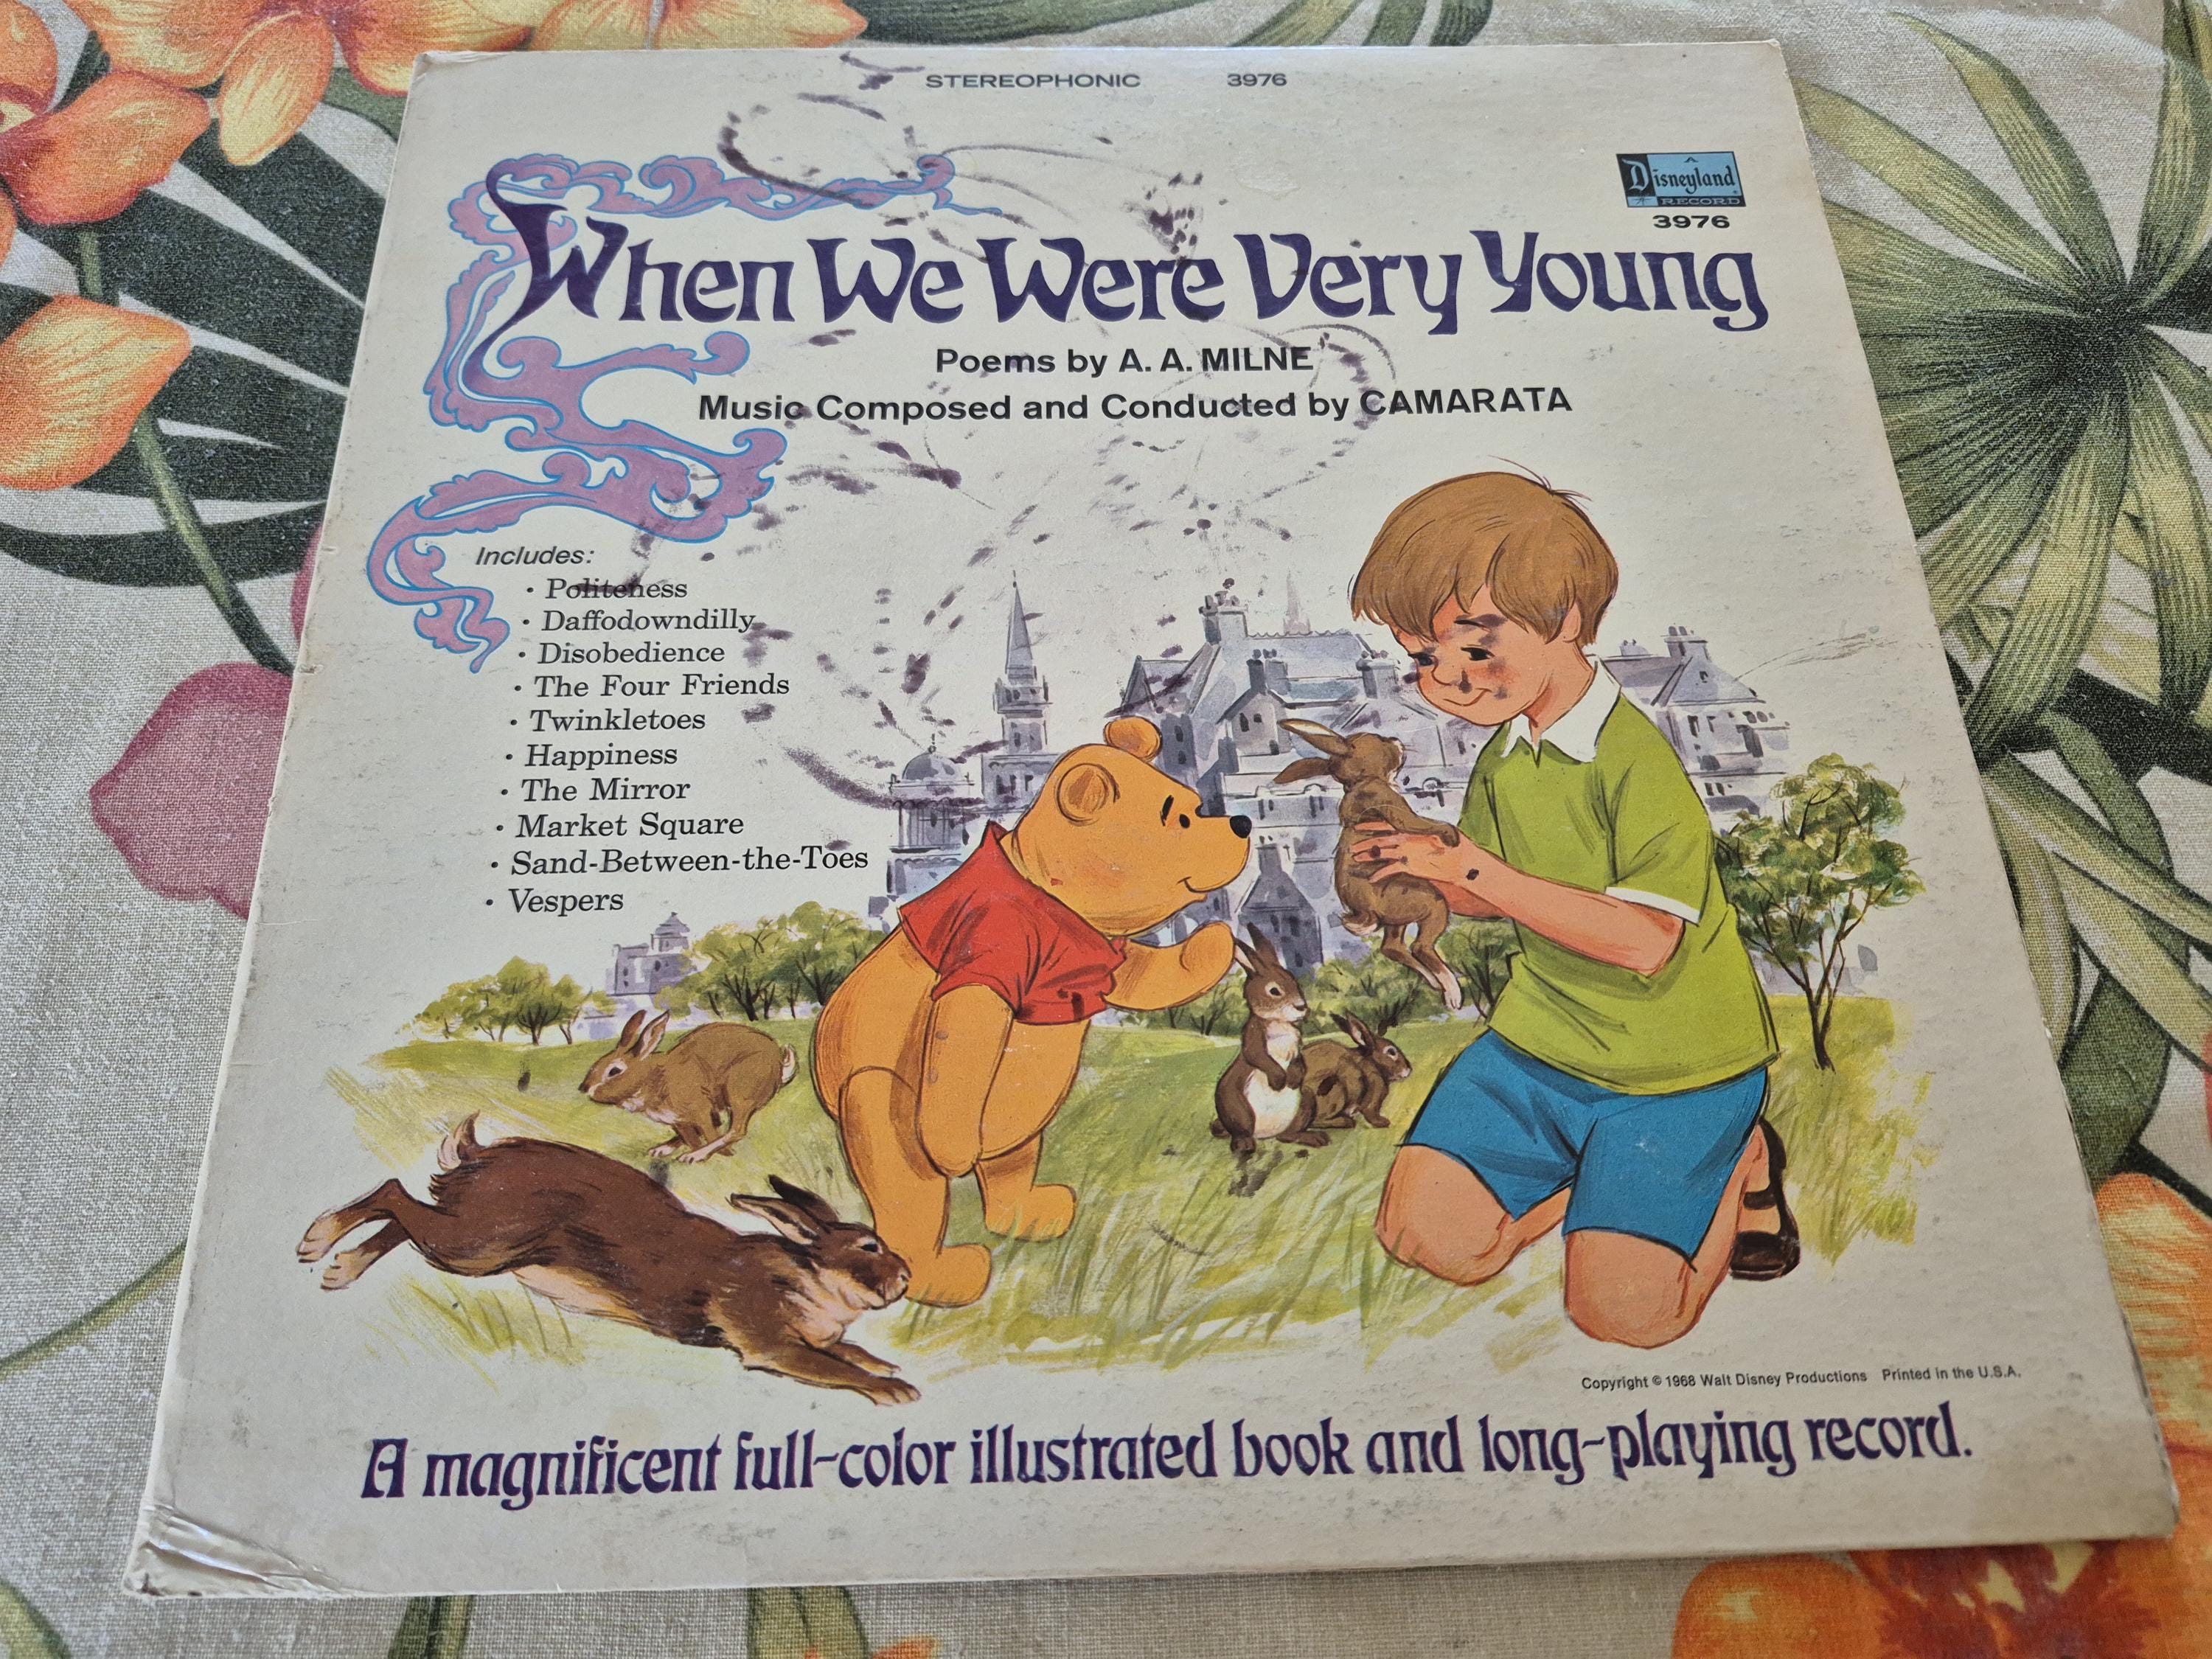 STEREOPHONIC 3976
A Disneyland RECORD
3976
When We Were Very Young
Poems by A. A. MILNE
Music Composed and Conducted by CAMARATA
Includes:
• Politeness
• Daffodowndilly
• Disobedience
• The Four Friends
• Twinkletoes
• Happiness
• The Mirror
• Market Square
• Sand-Between-the-Toes
• Vespers
Copyright © 1968 Walt Disney Productions Printed in the U.S.A.
A magnificent full-color illustrated book and long-playing record.